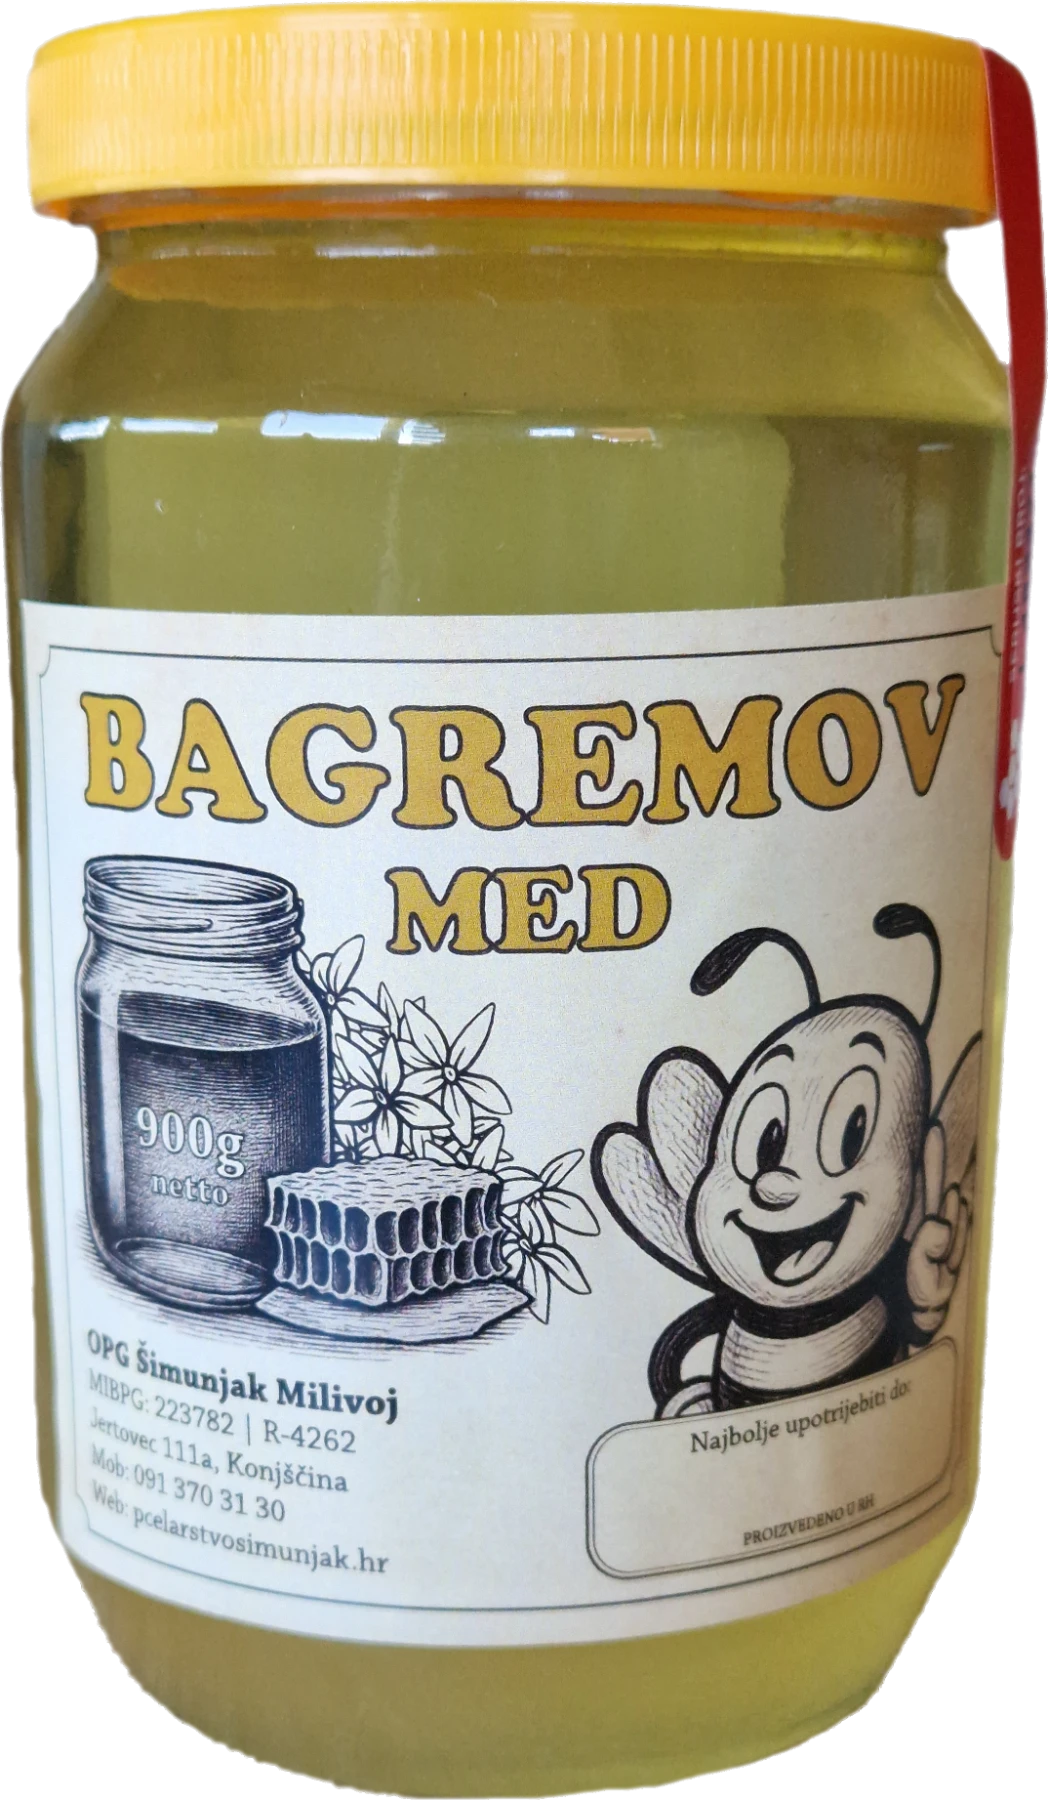 BAGREMOV
MED
900g
netto
OPG Šimunjak Milivoj
MIBPG: 223782 | R-4262
Jertovec 111a, Konjščina
Mob: 091 370 31 30
Web: pcelarstvosimunjak.hr
Najbolje upotrijebiti do:
PROIZVEDENO U RH